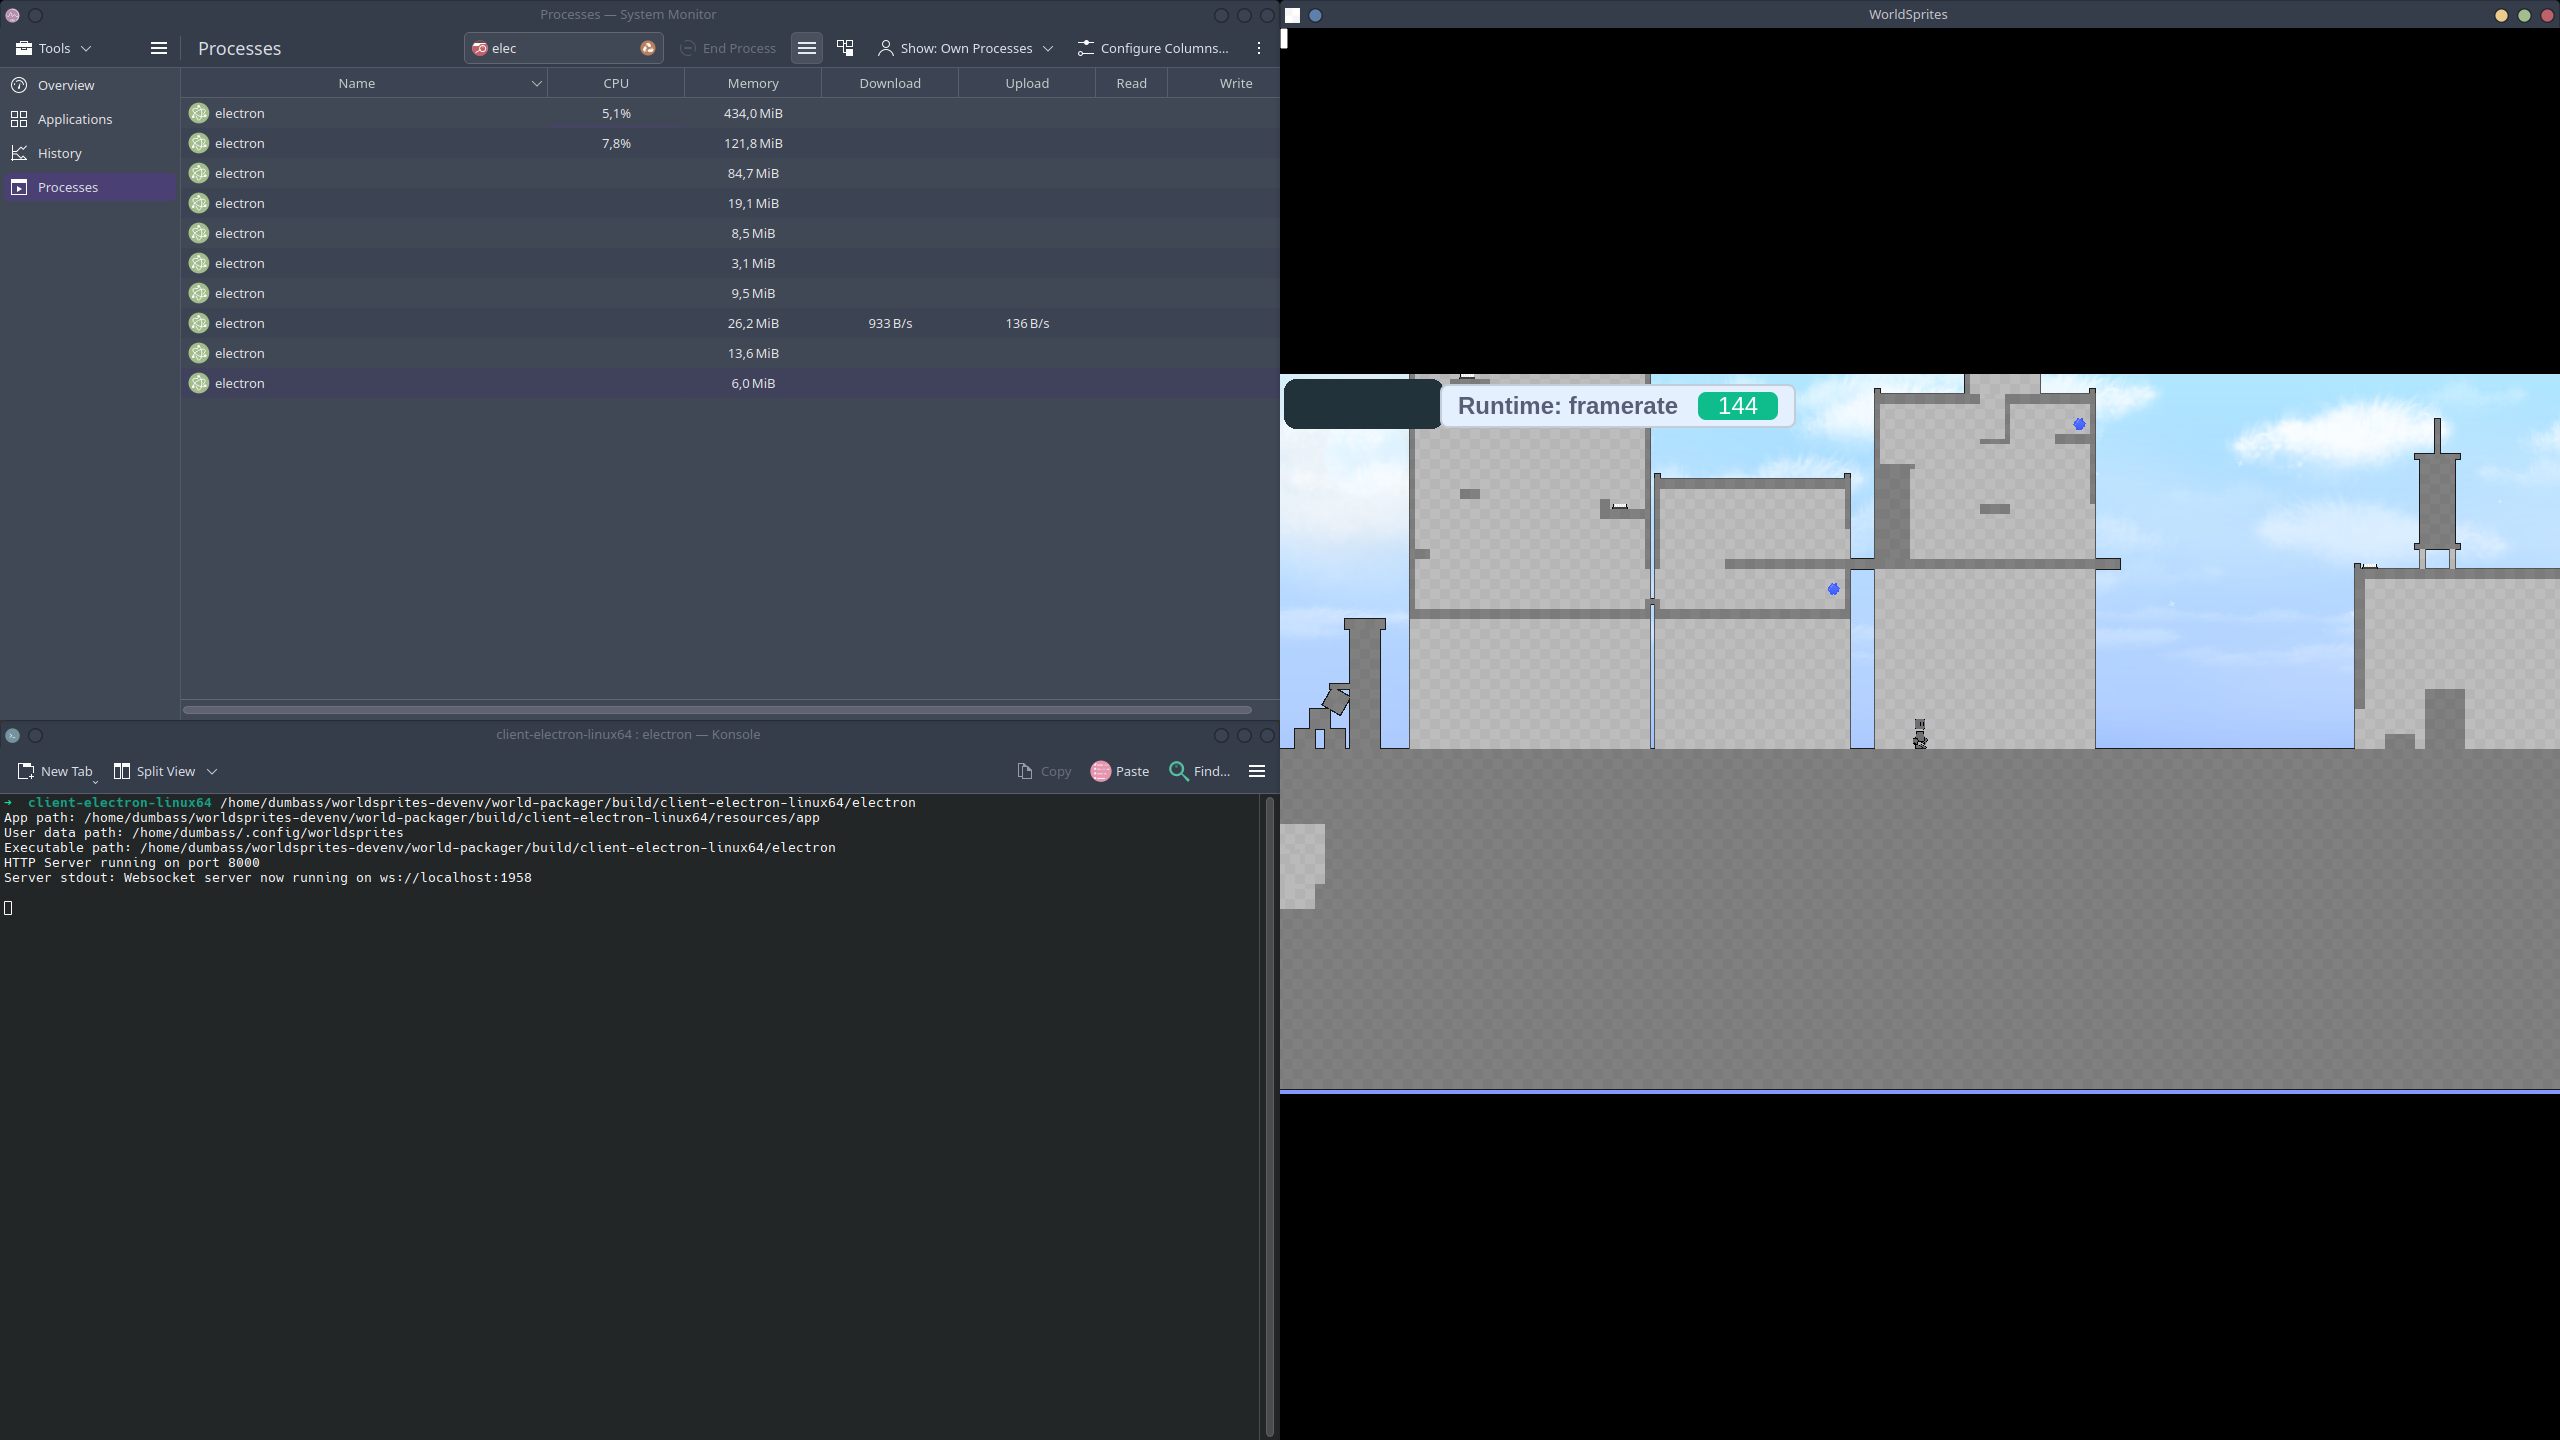 Processes — System Monitor
Tools
Processes
elec
End Process
Show: Own Processes
Configure Columns...
Overview
Applications
History
Processes
Name CPU Memory Download Upload Read Write
electron 5,1% 434,0 MiB
electron 7,8% 121,8 MiB
electron 84,7 MiB
electron 19,1 MiB
electron 8,5 MiB
electron 3,1 MiB
electron 9,5 MiB
electron 26,2 MiB 933 B/s 136 B/s
electron 13,6 MiB
electron 6,0 MiB
client-electron-linux64 : electron — Konsole
New Tab
Split View
Copy
Paste
Find...
➜ client-electron-linux64 /home/dumbass/worldsprites-devenv/world-packager/build/client-electron-linux64/electron
App path: /home/dumbass/worldsprites-devenv/world-packager/build/client-electron-linux64/resources/app
User data path: /home/dumbass/.config/worldsprites
Executable path: /home/dumbass/worldsprites-devenv/world-packager/build/client-electron-linux64/electron
HTTP Server running on port 8000
Server stdout: Websocket server now running on ws://localhost:1958
WorldSprites
Runtime: framerate 144